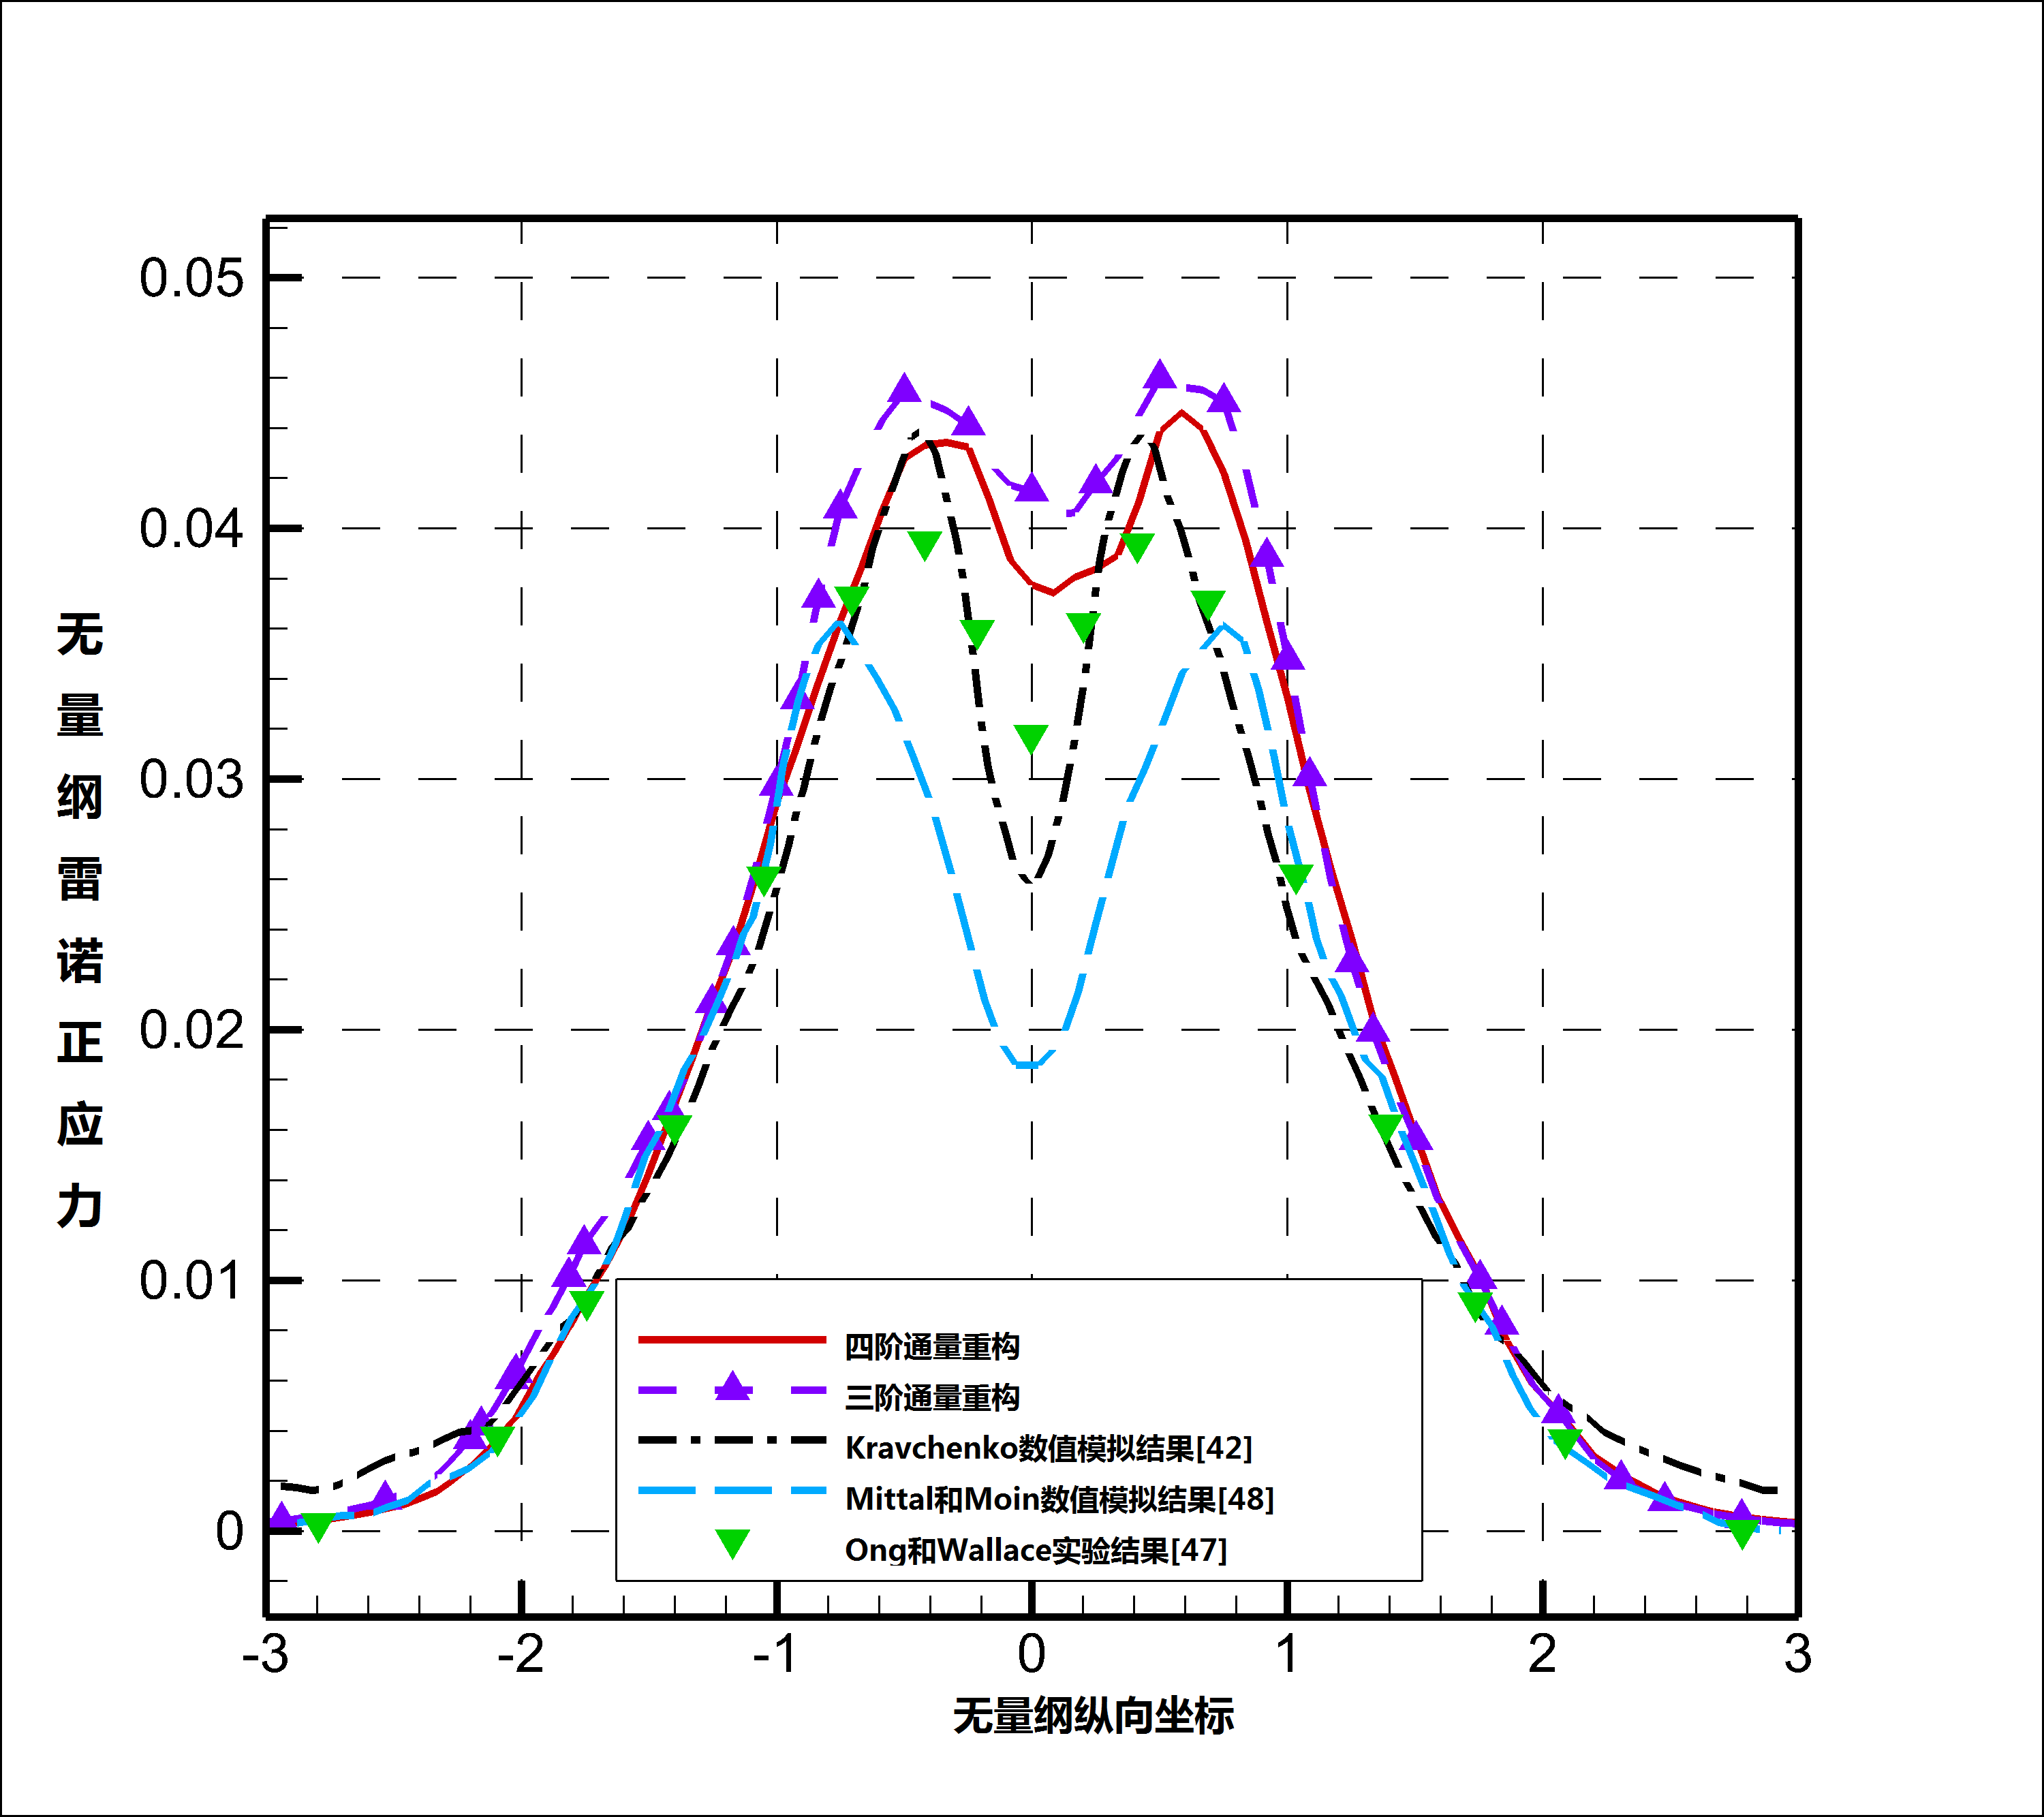 0.05
0.04
0.03
0.02
0.01
0
无量纲雷诺正应力
四阶通量重构
三阶通量重构
Kravchenko数值模拟结果[42]
Mittal和Moin数值模拟结果[48]
Ong和Wallace实验结果[47]
-3 -2 -1 0 1 2 3
无量纲纵向坐标